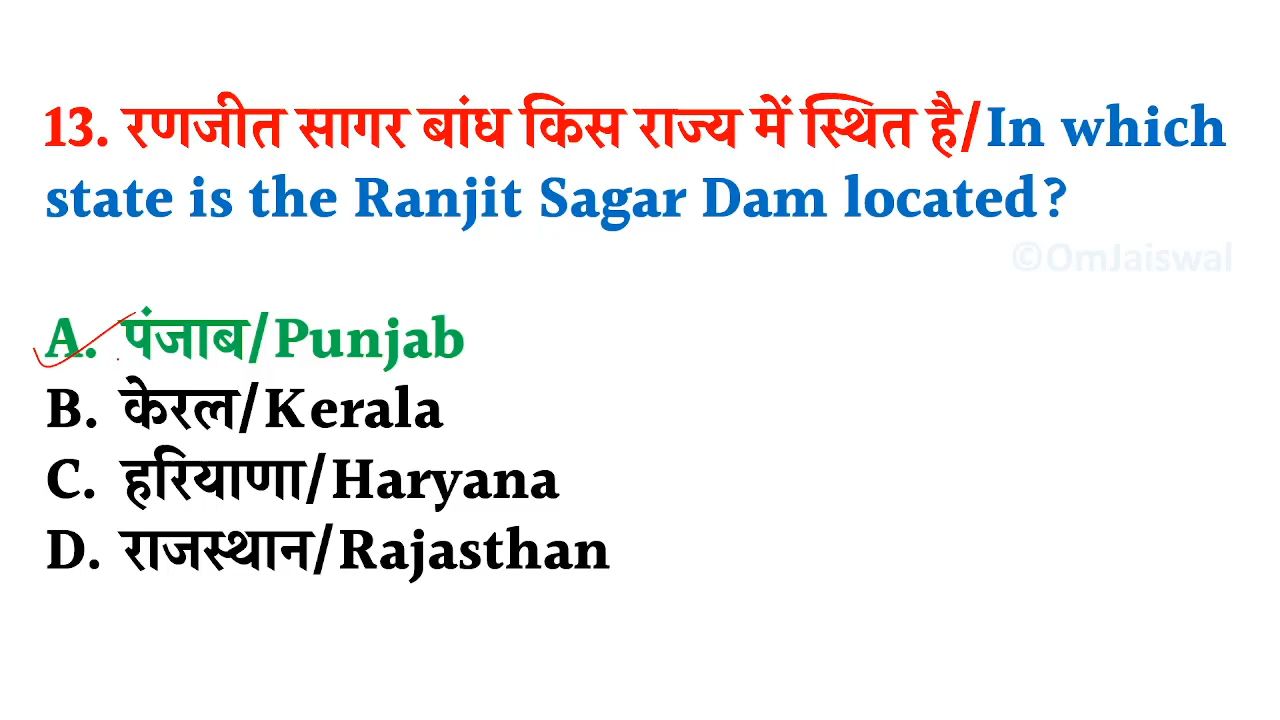 13. रणजीत सागर बांध किस राज्य में स्थित है/In which
state is the Ranjit Sagar Dam located?
©OmJaiswal
A. पंजाब/Punjab
B. केरल/Kerala
C. हरियाणा/Haryana
D. राजस्थान/Rajasthan